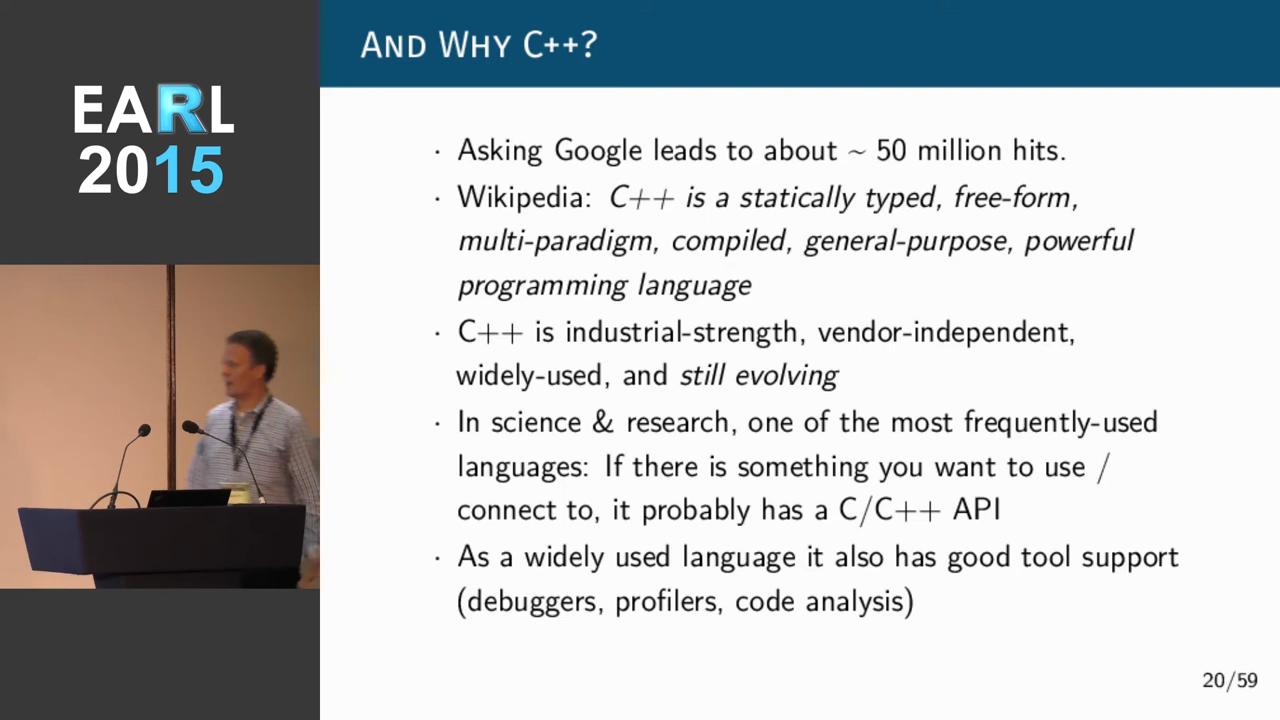 AND WHY C++?
EARL
2015
· Asking Google leads to about ~ 50 million hits.
· Wikipedia: C++ is a statically typed, free-form,
multi-paradigm, compiled, general-purpose, powerful
programming language
· C++ is industrial-strength, vendor-independent,
widely-used, and still evolving
· In science & research, one of the most frequently-used
languages: If there is something you want to use /
connect to, it probably has a C/C++ API
· As a widely used language it also has good tool support
(debuggers, profilers, code analysis)
20/59